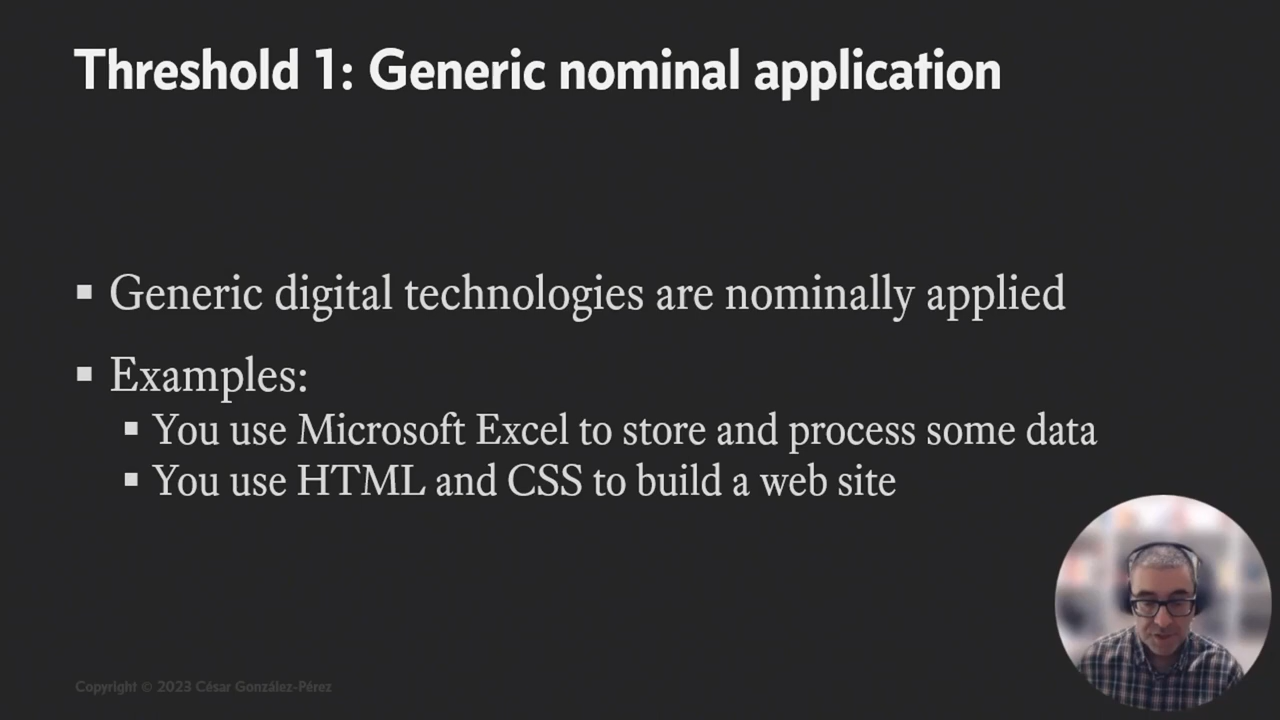 Threshold 1: Generic nominal application
▪ Generic digital technologies are nominally applied
▪ Examples:
▪ You use Microsoft Excel to store and process some data
▪ You use HTML and CSS to build a web site
Copyright © 2023 César González-Pérez